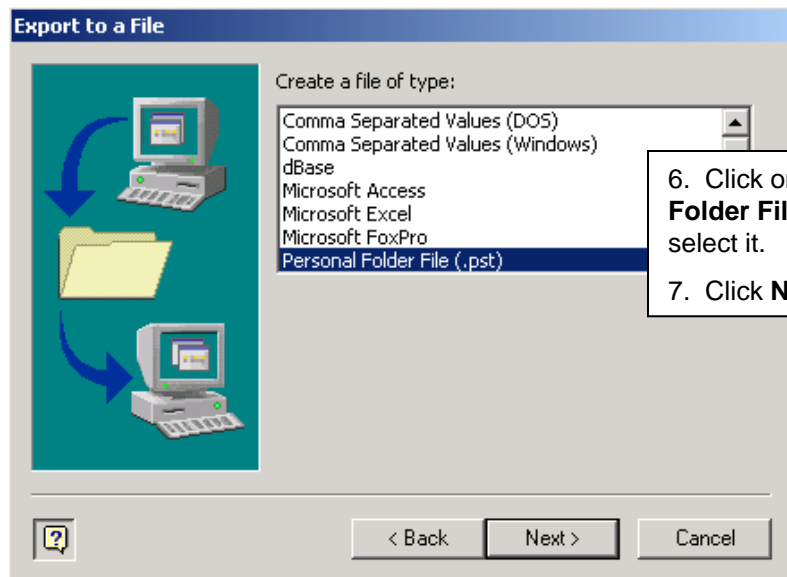 Export to a File
Create a file of type:
Comma Separated Values (DOS)
Comma Separated Values (Windows)
dBase
Microsoft Access
Microsoft Excel
Microsoft FoxPro
Personal Folder File (.pst)
6. Click
Folder
select it.
7. Click
< Back
Next >
Cancel